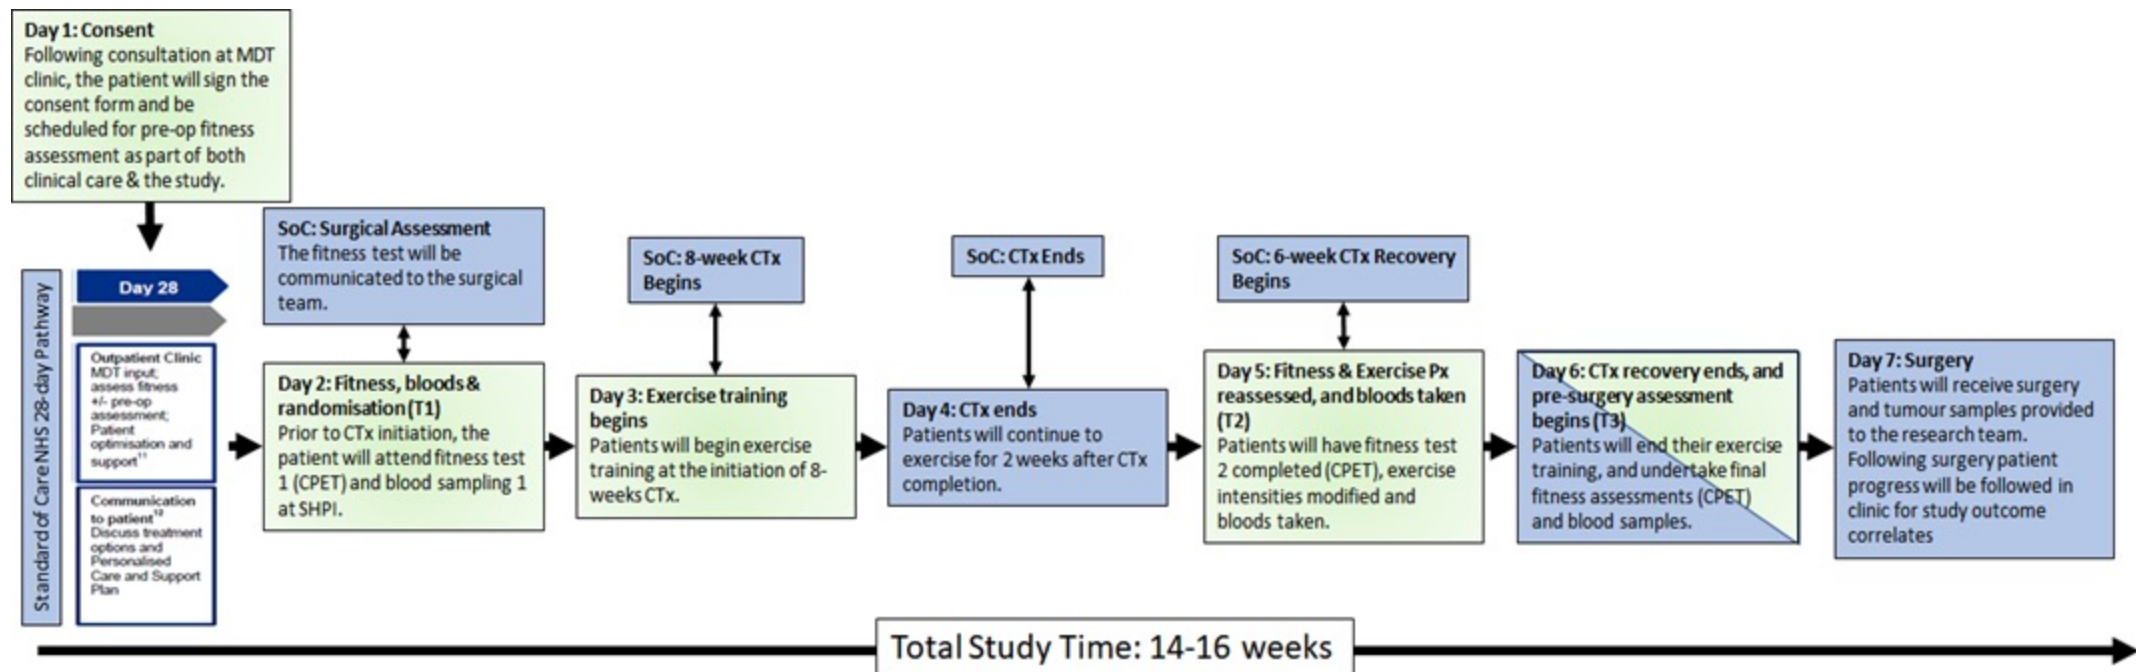 Day 1: Consent
Following consultation at MDT
clinic, the patient will sign the
consent form and be
scheduled for pre-op fitness
assessment as part of both
clinical care & the study.
Standard of Care NHS 28-day Pathway
Day 28
Outpatient Clinic
MDT input;
assess fitness
+/- pre-op
assessment;
Patient
optimisation and
support¹¹
Communication
to patient¹²
Discuss treatment
options and
Personalised
Care and Support
Plan
SoC: Surgical Assessment
The fitness test will be
communicated to the surgical
team.
Day 2: Fitness, bloods &
randomisation (T1)
Prior to CTx initiation, the
patient will attend fitness test
1 (CPET) and blood sampling 1
at SHPI.
SoC: 8-week CTx
Begins
Day 3: Exercise training
begins
Patients will begin exercise
training at the initiation of 8-
weeks CTx.
SoC: CTx Ends
Day 4: CTx ends
Patients will continue to
exercise for 2 weeks after CTx
completion.
SoC: 6-week CTx Recovery
Begins
Day 5: Fitness & Exercise Px
reassessed, and bloods taken
(T2)
Patients will have fitness test
2 completed (CPET), exercise
intensities modified and
bloods taken.
Day 6: CTx recovery ends, and
pre-surgery assessment
begins (T3)
Patients will end their exercise
training, and undertake final
fitness assessments (CPET)
and blood samples.
Day 7: Surgery
Patients will receive surgery
and tumour samples provided
to the research team.
Following surgery patient
progress will be followed in
clinic for study outcome
correlates
Total Study Time: 14-16 weeks